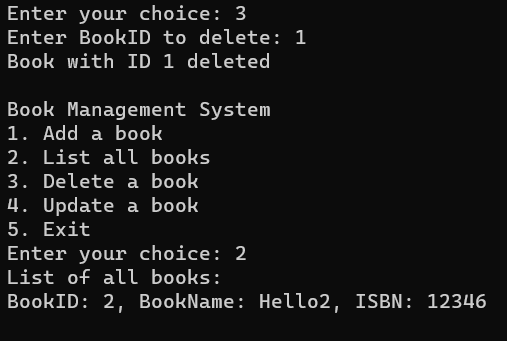 Enter your choice: 3
Enter BookID to delete: 1
Book with ID 1 deleted

Book Management System
1. Add a book
2. List all books
3. Delete a book
4. Update a book
5. Exit
Enter your choice: 2
List of all books:
BookID: 2, BookName: Hello2, ISBN: 12346